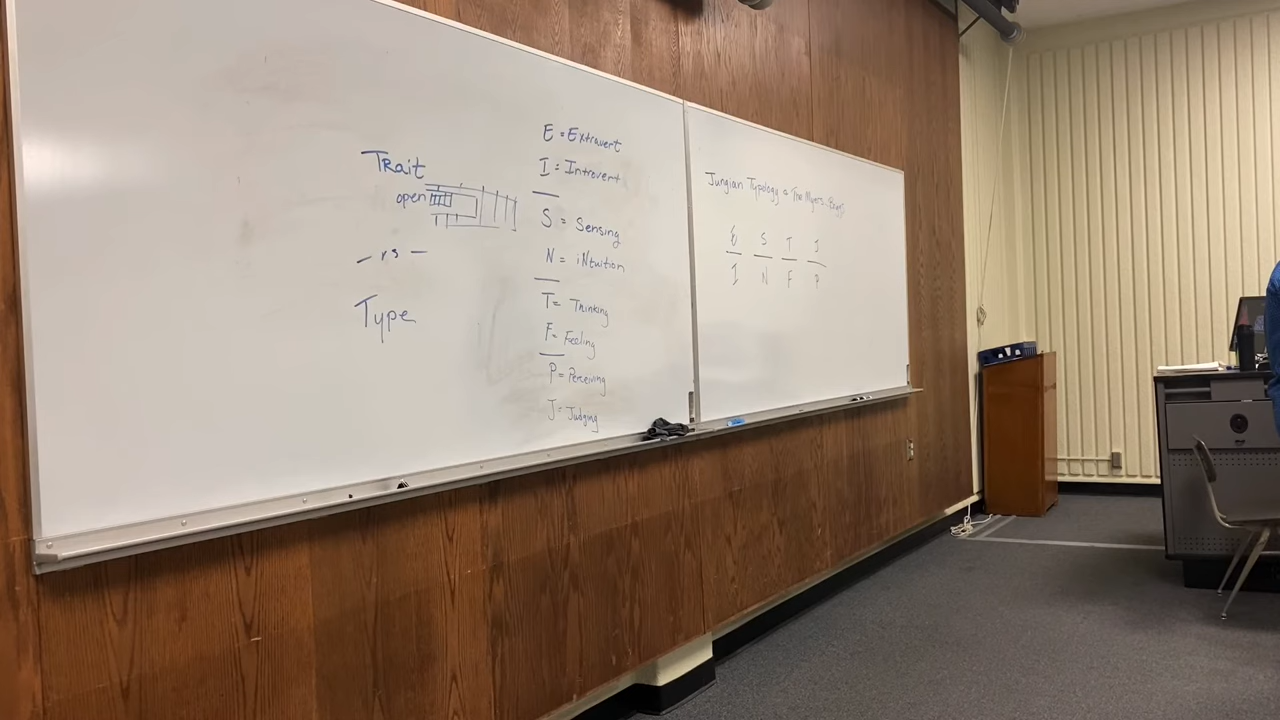 Trait
open
- vs -
Type
E = Extravert
I = Introvert
S = Sensing
N = iNtuition
T = Thinking
F = Feeling
P = Perceiving
J = Judging
Jungian Typology & The Myers-Briggs
E S T J
I N F P